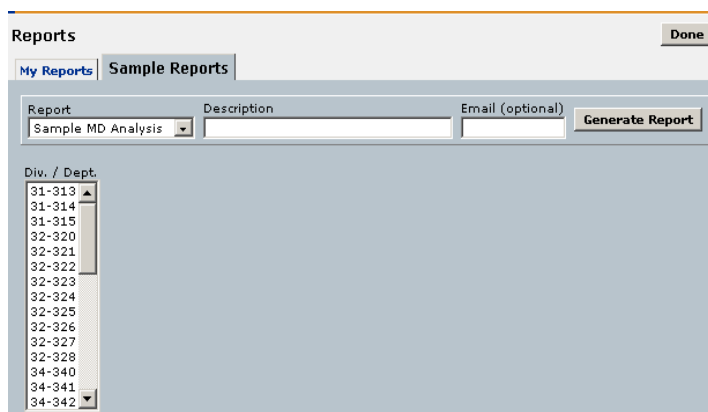 Reports
Done
My Reports
Sample Reports
Report
Description
Email (optional)
Sample MD Analysis
Generate Report
Div. / Dept.
31-313
31-314
31-315
32-320
32-321
32-322
32-323
32-324
32-325
32-326
32-327
32-328
34-340
34-341
34-342